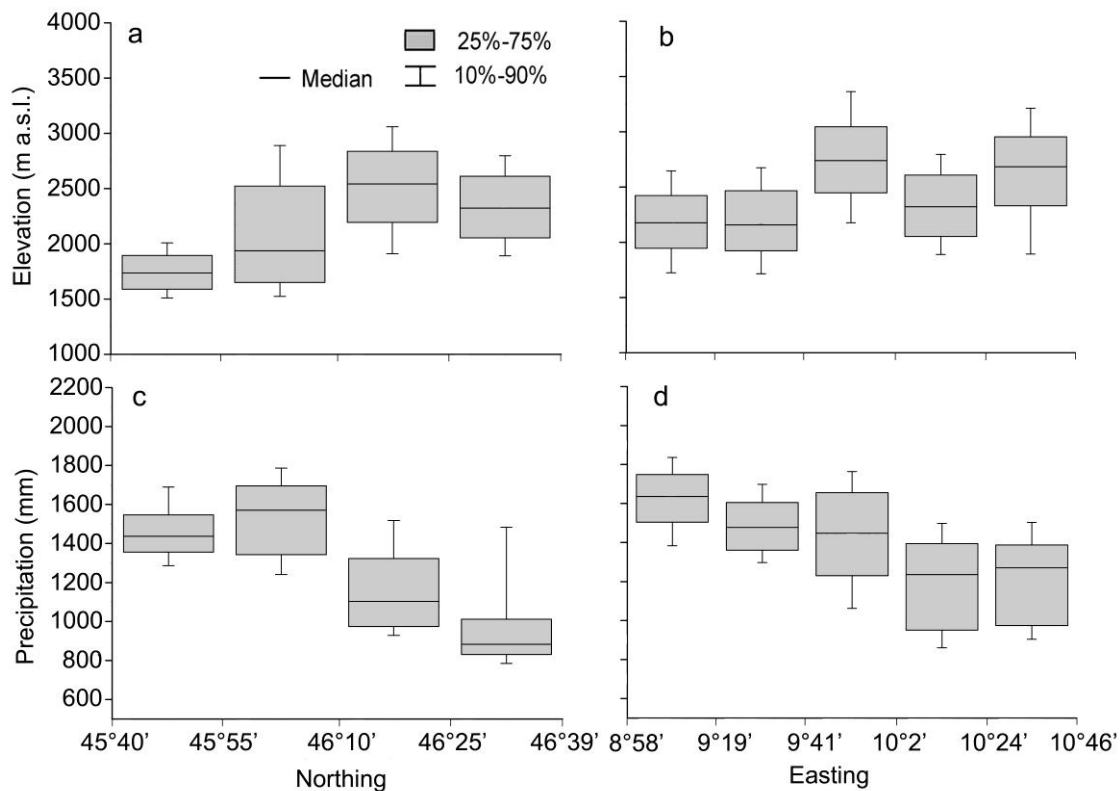 a
25%-75%
Median
10%-90%
b
Elevation (m a.s.l.)
4000
3500
3000
2500
2000
1500
1000
c
d
Precipitation (mm)
2200
2000
1800
1600
1400
1200
1000
800
600
45°40' 45°55' 46°10' 46°25' 46°39'
8°58' 9°19' 9°41' 10°2' 10°24' 10°46'
Northing
Easting